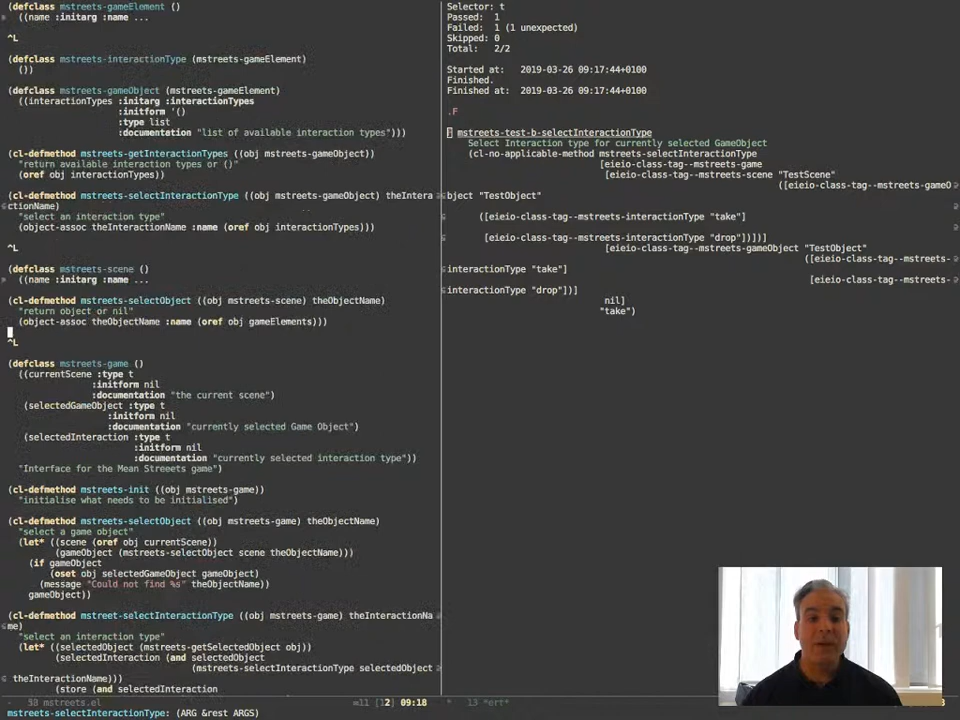 (defclass mstreets-gameElement ()
((name :initarg :name ...
^L
(defclass mstreets-interactionType (mstreets-gameElement)
())
(defclass mstreets-gameObject (mstreets-gameElement)
((interactionTypes :initarg :interactionTypes
:initform '()
:type list
:documentation "list of available interaction types")))
(cl-defmethod mstreets-getInteractionTypes ((obj mstreets-gameObject))
"return available interaction types or ()"
(oref obj interactionTypes))
(cl-defmethod mstreets-selectInteractionType ((obj mstreets-gameObject) theIntera
ctionName)
"select an interaction type"
(object-assoc theInteractionName :name (oref obj interactionTypes)))
^L
(defclass mstreets-scene ()
((name :initarg :name ...
(cl-defmethod mstreets-selectObject ((obj mstreets-scene) theObjectName)
"return object or nil"
(object-assoc theObjectName :name (oref obj gameElements)))
^L
(defclass mstreets-game ()
((currentScene :type t
:initform nil
:documentation "the current scene")
(selectedGameObject :type t
:initform nil
:documentation "currently selected Game Object")
(selectedInteraction :type t
:initform nil
:documentation "currently selected interaction type"))
"Interface for the Mean Streeets game")
(cl-defmethod mstreets-init ((obj mstreets-game))
"initialise what needs to be initialised")
(cl-defmethod mstreets-selectObject ((obj mstreets-game) theObjectName)
"select a game object"
(let* ((scene (oref obj currentScene))
(gameObject (mstreets-selectObject scene theObjectName)))
(if gameObject
(oset obj selectedGameObject gameObject)
(message "Could not find %s" theObjectName))
gameObject))
(cl-defmethod mstreet-selectInteractionType ((obj mstreets-game) theInteractionNa
me)
"select an interaction type"
(let* ((selectedObject (mstreets-getSelectedObject obj))
(selectedInteraction (and selectedObject
(mstreets-selectInteractionType selectedObject
theInteractionName)))
(store (and selectedInteraction
- 58 mstreets.el ¤11 [12] 09:18
mstreets-selectInteractionType: (ARG &rest ARGS)
Selector: t
Passed: 1
Failed: 1 (1 unexpected)
Skipped: 0
Total: 2/2
Started at: 2019-03-26 09:17:44+0100
Finished.
Finished at: 2019-03-26 09:17:44+0100
.F
F mstreets-test-b-selectInteractionType
Select Interaction type for currently selected GameObject
(cl-no-applicable-method mstreets-selectInteractionType
[eieio-class-tag--mstreets-game
[eieio-class-tag--mstreets-scene "TestScene"
([eieio-class-tag--mstreets-gameO
bject "TestObject"
([eieio-class-tag--mstreets-interactionType "take"]
[eieio-class-tag--mstreets-interactionType "drop"])])]
[eieio-class-tag--mstreets-gameObject "TestObject"
([eieio-class-tag--mstreets-
interactionType "take"]
[eieio-class-tag--mstreets-
interactionType "drop"])]
nil]
"take")
* 13 *ert*